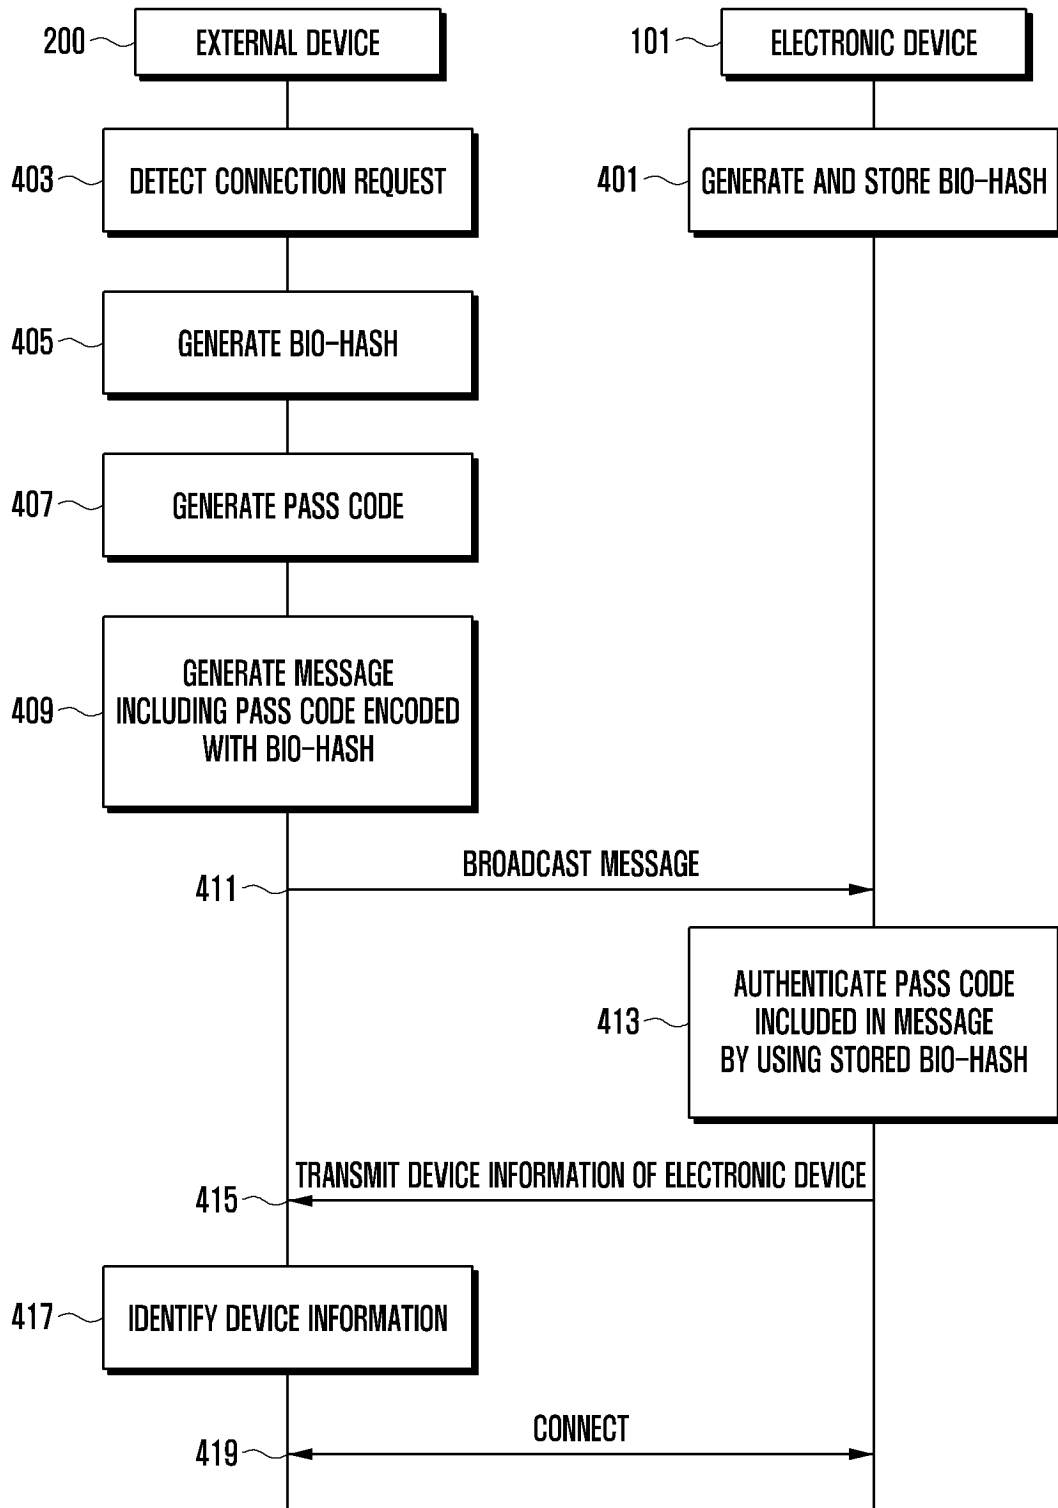 200
EXTERNAL DEVICE
101
ELECTRONIC DEVICE
403
DETECT CONNECTION REQUEST
401
GENERATE AND STORE BIO-HASH
405
GENERATE BIO-HASH
407
GENERATE PASS CODE
409
GENERATE MESSAGE
INCLUDING PASS CODE ENCODED
WITH BIO-HASH
BROADCAST MESSAGE
411
413
AUTHENTICATE PASS CODE
INCLUDED IN MESSAGE
BY USING STORED BIO-HASH
TRANSMIT DEVICE INFORMATION OF ELECTRONIC DEVICE
415
417
IDENTIFY DEVICE INFORMATION
CONNECT
419